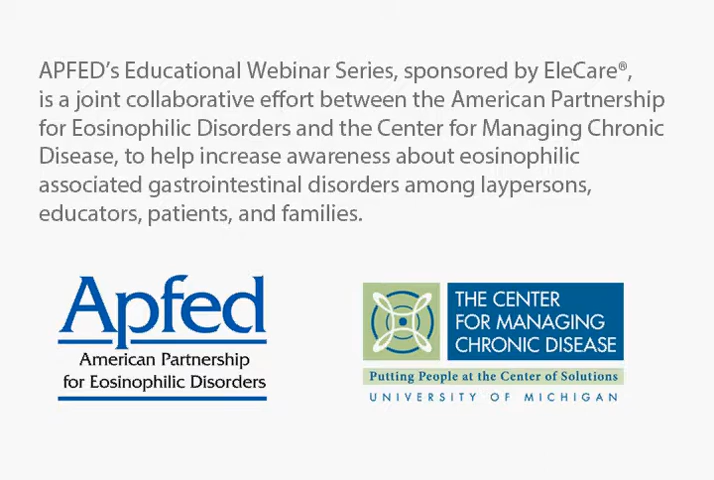 APFED’s Educational Webinar Series, sponsored by EleCare®,
is a joint collaborative effort between the American Partnership
for Eosinophilic Disorders and the Center for Managing Chronic
Disease, to help increase awareness about eosinophilic
associated gastrointestinal disorders among laypersons,
educators, patients, and families.
Apfed
American Partnership
for Eosinophilic Disorders
THE CENTER
FOR MANAGING
CHRONIC DISEASE
Putting People at the Center of Solutions
UNIVERSITY OF MICHIGAN